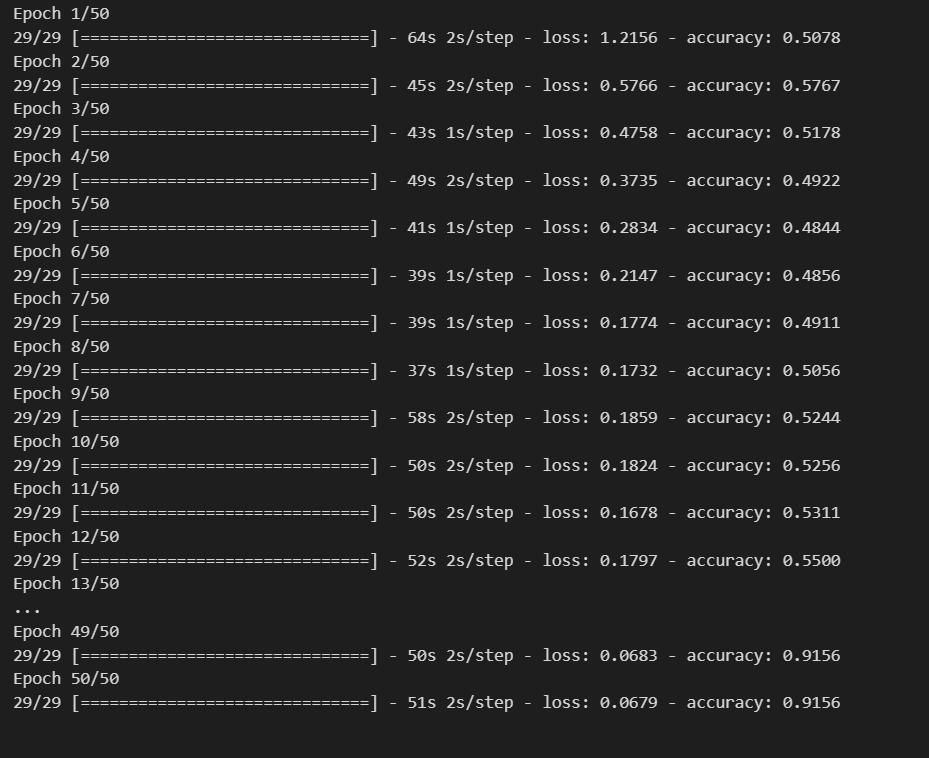 Epoch 1/50
29/29 [==============================] - 64s 2s/step - loss: 1.2156 - accuracy: 0.5078
Epoch 2/50
29/29 [==============================] - 45s 2s/step - loss: 0.5766 - accuracy: 0.5767
Epoch 3/50
29/29 [==============================] - 43s 1s/step - loss: 0.4758 - accuracy: 0.5178
Epoch 4/50
29/29 [==============================] - 49s 2s/step - loss: 0.3735 - accuracy: 0.4922
Epoch 5/50
29/29 [==============================] - 41s 1s/step - loss: 0.2834 - accuracy: 0.4844
Epoch 6/50
29/29 [==============================] - 39s 1s/step - loss: 0.2147 - accuracy: 0.4856
Epoch 7/50
29/29 [==============================] - 39s 1s/step - loss: 0.1774 - accuracy: 0.4911
Epoch 8/50
29/29 [==============================] - 37s 1s/step - loss: 0.1732 - accuracy: 0.5056
Epoch 9/50
29/29 [==============================] - 58s 2s/step - loss: 0.1859 - accuracy: 0.5244
Epoch 10/50
29/29 [==============================] - 50s 2s/step - loss: 0.1824 - accuracy: 0.5256
Epoch 11/50
29/29 [==============================] - 50s 2s/step - loss: 0.1678 - accuracy: 0.5311
Epoch 12/50
29/29 [==============================] - 52s 2s/step - loss: 0.1797 - accuracy: 0.5500
Epoch 13/50
...
Epoch 49/50
29/29 [==============================] - 50s 2s/step - loss: 0.0683 - accuracy: 0.9156
Epoch 50/50
29/29 [==============================] - 51s 2s/step - loss: 0.0679 - accuracy: 0.9156